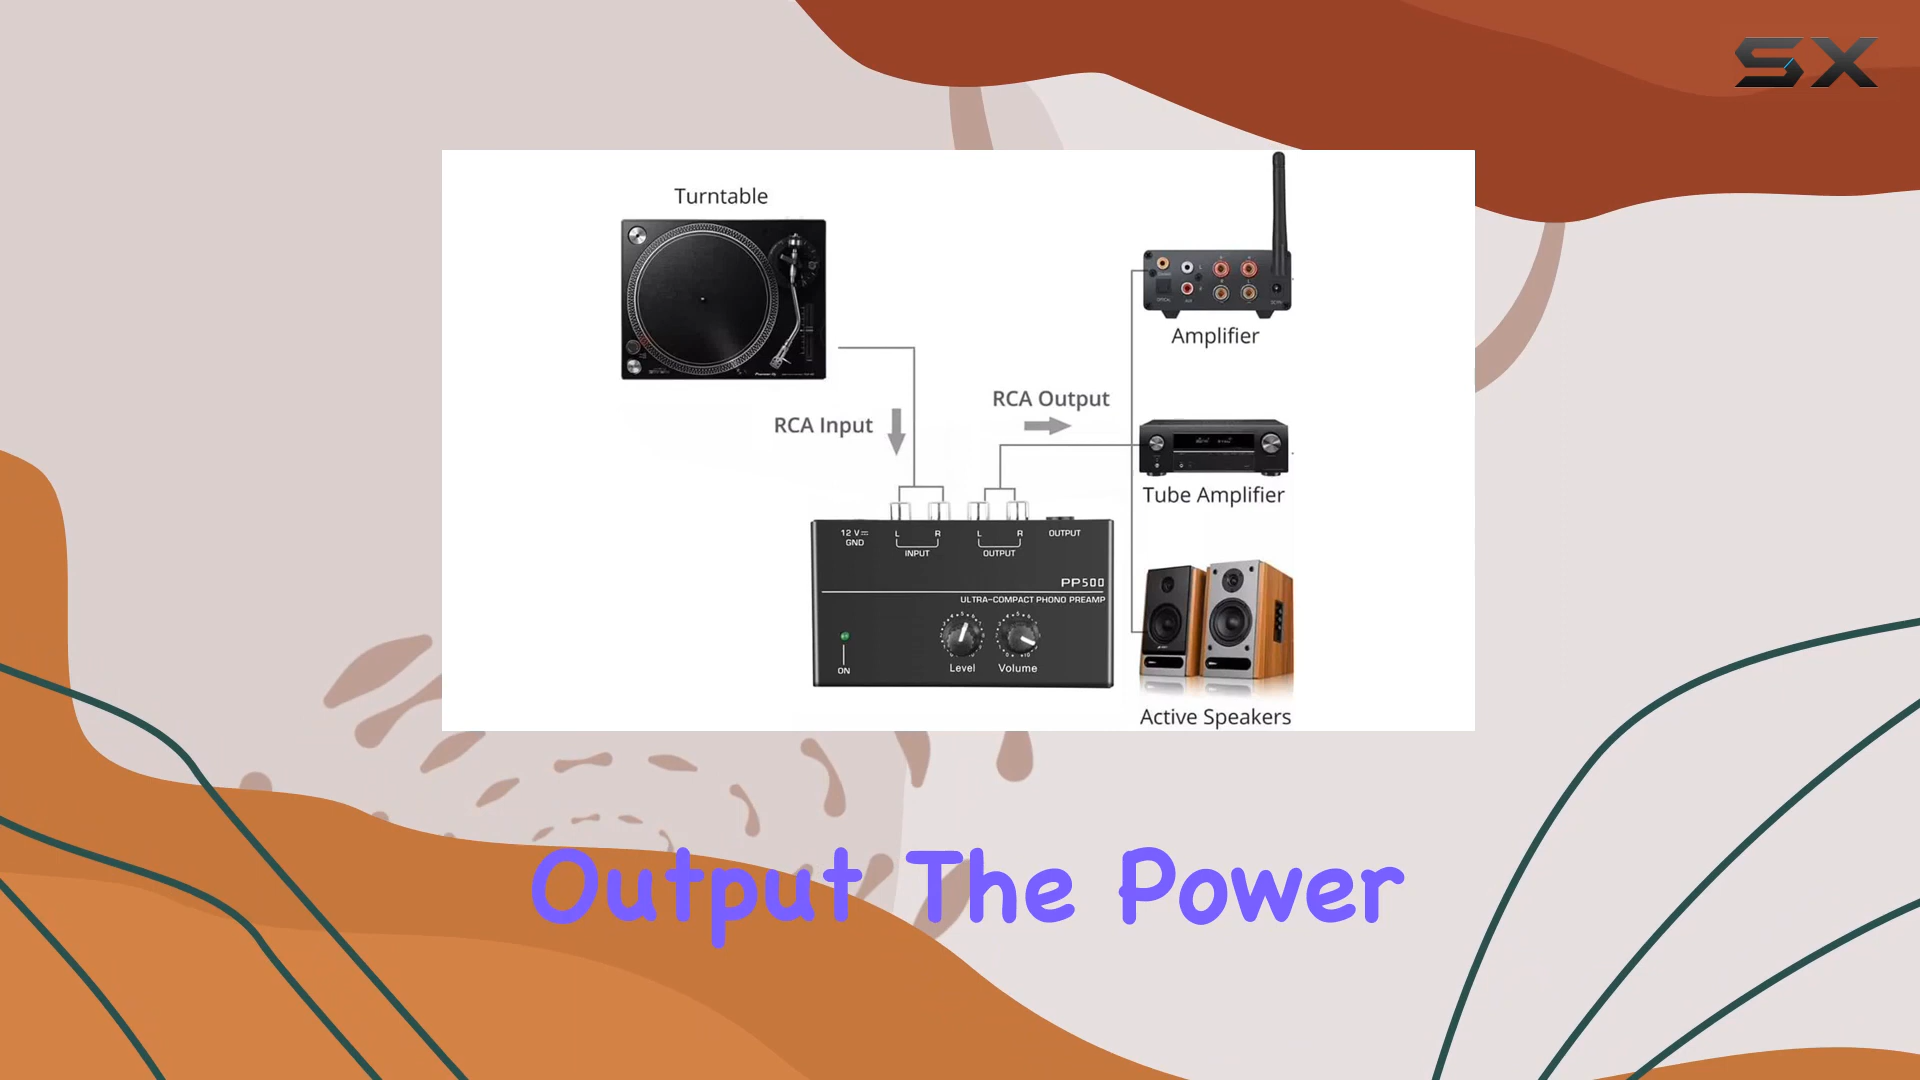 SX
Turntable
Amplifier
RCA Input
RCA Output
Tube Amplifier
12 V
GND
L R
INPUT
L R
OUTPUT
OUTPUT
PP500
ULTRA-COMPACT PHONO PREAMP
ON
Level
Volume
Active Speakers
Output The Power